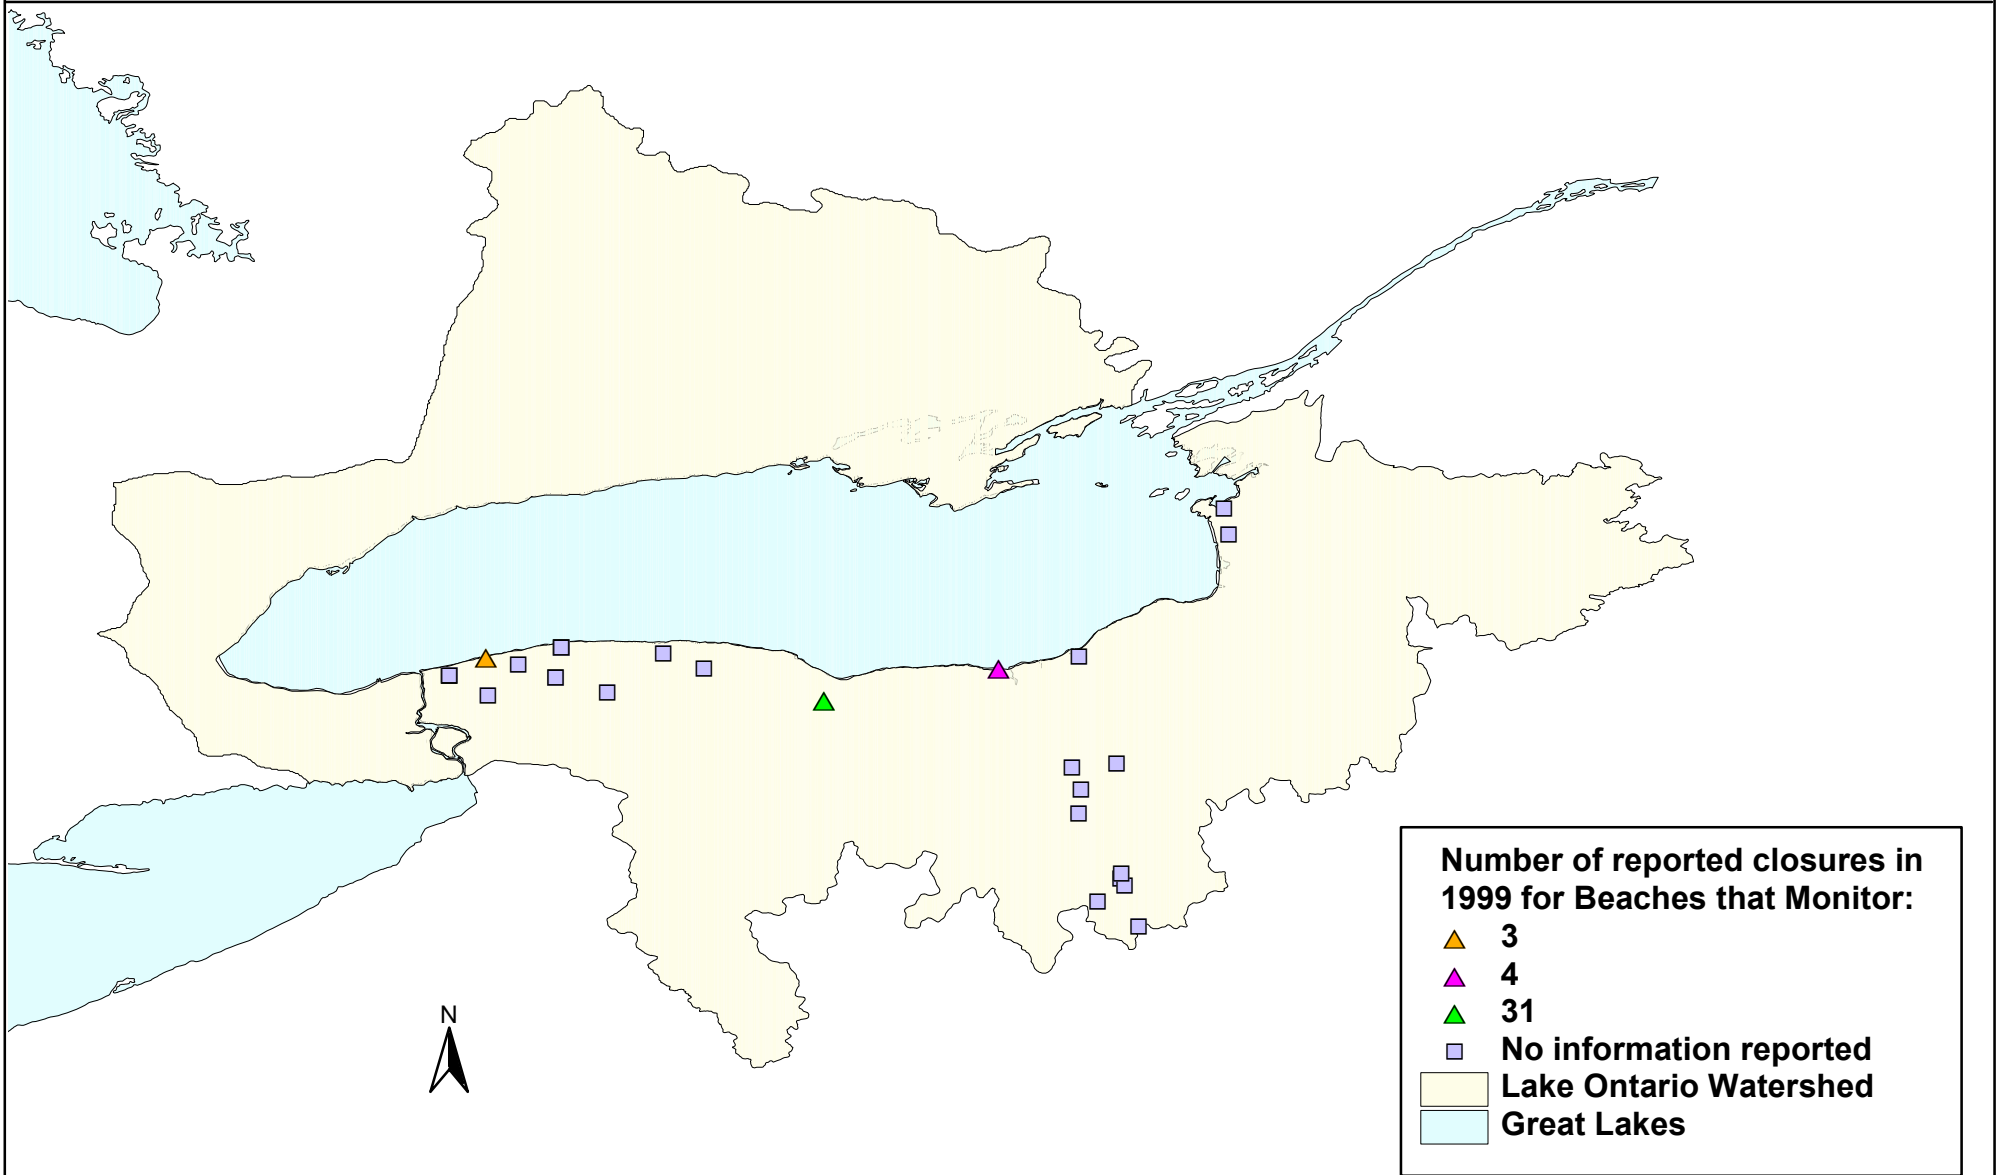 N
Number of reported closures in
1999 for Beaches that Monitor:
3
4
31
No information reported
Lake Ontario Watershed
Great Lakes